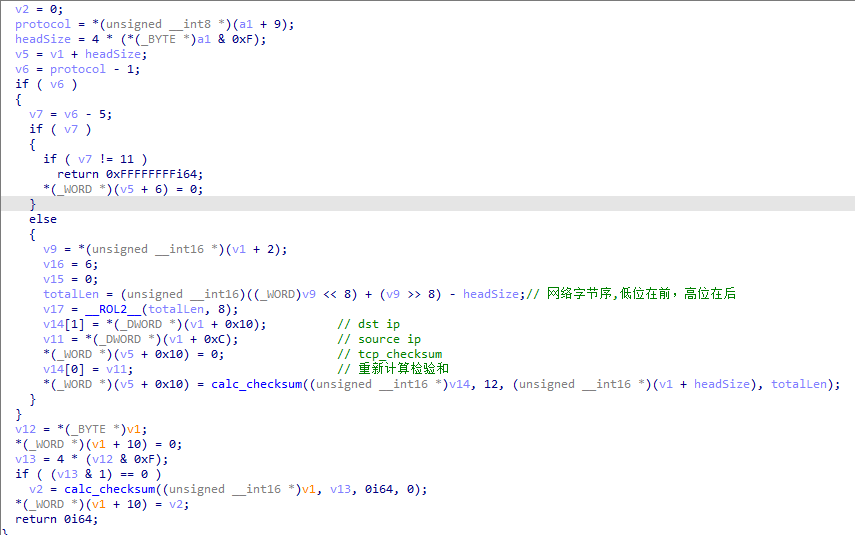 v2 = 0;
protocol = *(unsigned __int8 *)(a1 + 9);
headSize = 4 * (*(_BYTE *)a1 & 0xF);
v5 = v1 + headSize;
v6 = protocol - 1;
if ( v6 )
{
v7 = v6 - 5;
if ( v7 )
{
if ( v7 != 11 )
return 0xFFFFFFFFi64;
*(_WORD *)(v5 + 6) = 0;
}
else
{
v9 = *(unsigned __int16 *)(v1 + 2);
v16 = 6;
v15 = 0;
totalLen = (unsigned __int16)((_WORD)v9 << 8) + (v9 >> 8) - headSize;// 网络字节序,低位在前，高位在后
v17 = __ROL2__(totalLen, 8);
v14[1] = *(_DWORD *)(v1 + 0x10); // dst ip
v11 = *(_DWORD *)(v1 + 0xC); // source ip
*(_WORD *)(v5 + 0x10) = 0; // tcp_checksum
v14[0] = v11; // 重新计算检验和
*(_WORD *)(v5 + 0x10) = calc_checksum((unsigned __int16 *)v14, 12, (unsigned __int16 *)(v1 + headSize), totalLen);
}
}
v12 = *(_BYTE *)v1;
*(_WORD *)(v1 + 10) = 0;
v13 = 4 * (v12 & 0xF);
if ( (v13 & 1) == 0 )
v2 = calc_checksum((unsigned __int16 *)v1, v13, 0i64, 0);
*(_WORD *)(v1 + 10) = v2;
return 0i64;